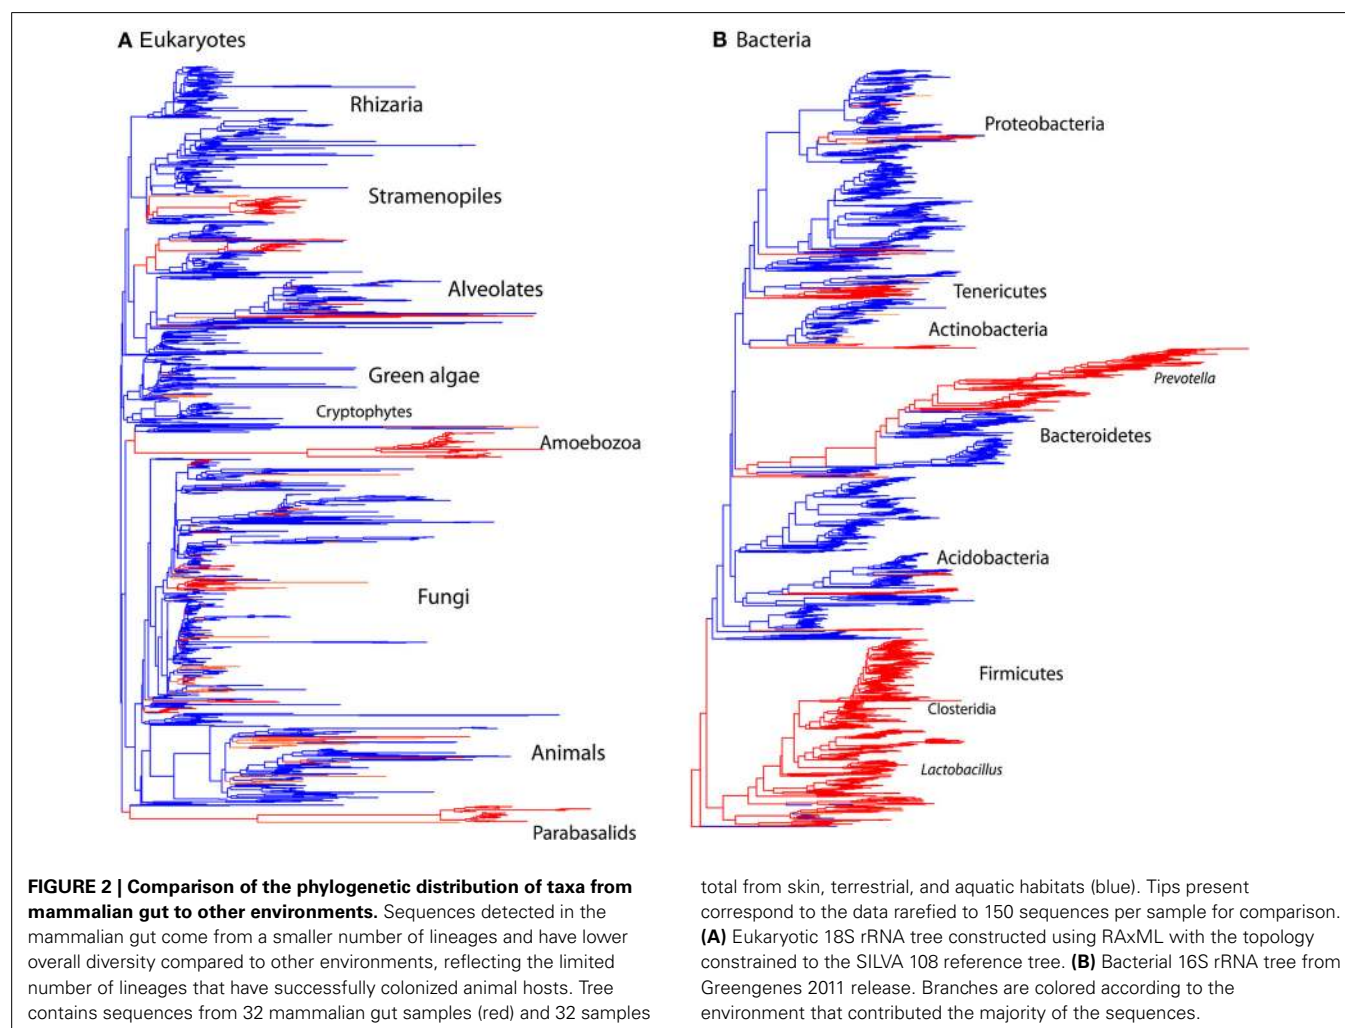 A Eukaryotes
Rhizaria
Stramenopiles
Alveolates
Green algae
Cryptophytes
Amoebozoa
Fungi
Animals
Parabasalids
B Bacteria
Proteobacteria
Tenericutes
Actinobacteria
Prevotella
Bacteroidetes
Acidobacteria
Firmicutes
Closteridia
Lactobacillus
FIGURE 2 | Comparison of the phylogenetic distribution of taxa from
mammalian gut to other environments. Sequences detected in the
mammalian gut come from a smaller number of lineages and have lower
overall diversity compared to other environments, reflecting the limited
number of lineages that have successfully colonized animal hosts. Tree
contains sequences from 32 mammalian gut samples (red) and 32 samples
total from skin, terrestrial, and aquatic habitats (blue). Tips present
correspond to the data rarefied to 150 sequences per sample for comparison.
(A) Eukaryotic 18S rRNA tree constructed using RAxML with the topology
constrained to the SILVA 108 reference tree. (B) Bacterial 16S rRNA tree from
Greengenes 2011 release. Branches are colored according to the
environment that contributed the majority of the sequences.